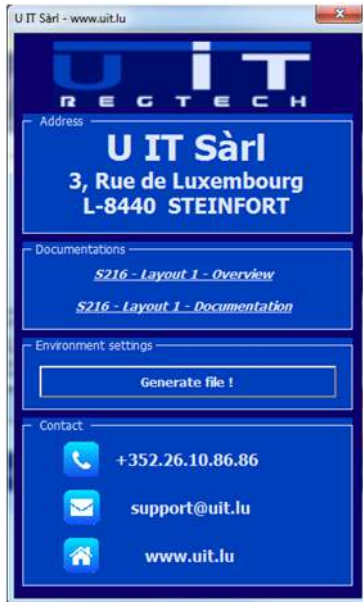 U IT Sàrl - www.uit.lu
U IT
REGTECH
Address
U IT Sàrl
3, Rue de Luxembourg
L-8440 STEINFORT
Documentations
S216 - Layout 1 - Overview
S216 - Layout 1 - Documentation
Environment settings
Generate file !
Contact
+352.26.10.86.86
support@uit.lu
www.uit.lu